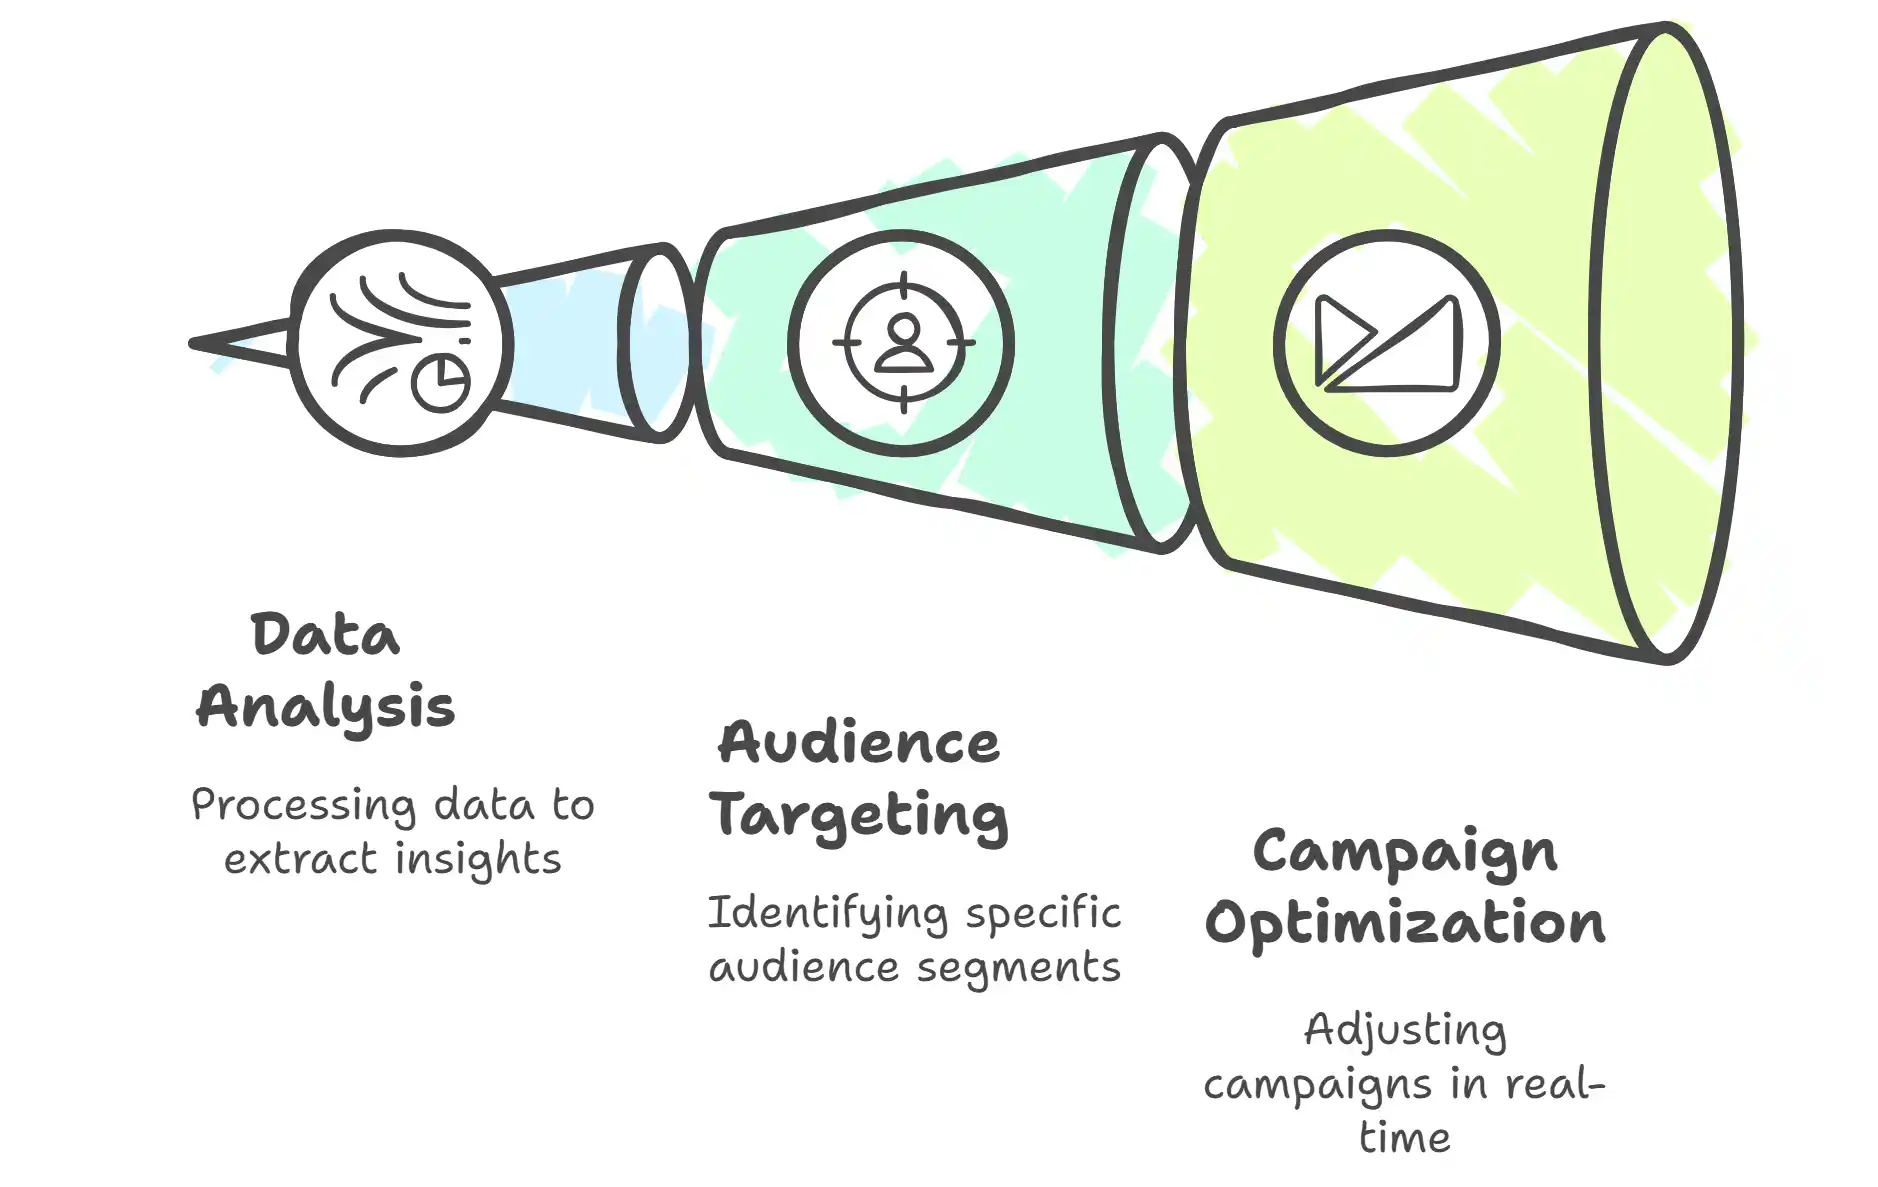 Data
Analysis
Processing data to
extract insights
Audience
Targeting
Identifying specific
audience segments
Campaign
Optimization
Adjusting
campaigns in real-
time